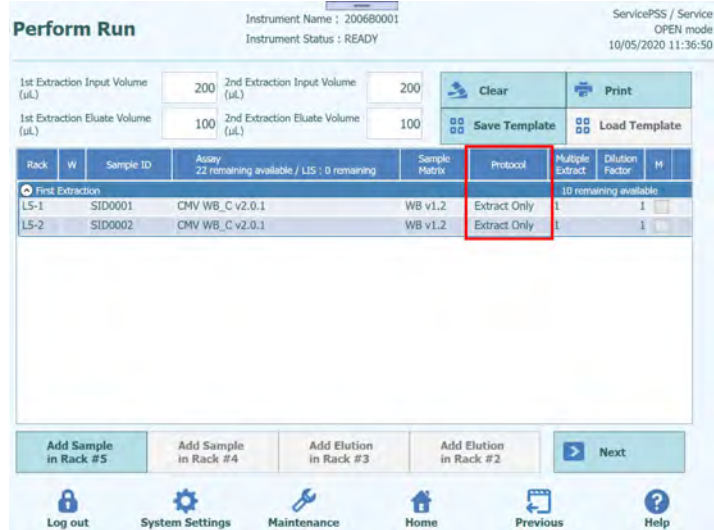 Perform Run
Instrument Name : 2006B0001
Instrument Status : READY
ServicePSS / Service
OPEN mode
10/05/2020 11:36:50
1st Extraction Input Volume
(uL)
200
2nd Extraction Input Volume
(uL)
200
Clear
Print
1st Extraction Eluate Volume
(uL)
100
2nd Extraction Eluate Volume
(uL)
100
Save Template
Load Template
Rack W Sample ID Assay
22 remaining available / LIS : 0 remaining
Sample
Matrix
Protocol
Multiple
Extract
Dilution
Factor
M
First Extraction 10 remaining available
L5-1 SID0001 CMV WB_C v2.0.1 WB v1.2 Extract Only 1 1
L5-2 SID0002 CMV WB_C v2.0.1 WB v1.2 Extract Only 1 1
Add Sample
in Rack #5
Add Sample
in Rack #4
Add Elution
in Rack #3
Add Elution
in Rack #2
Next
Log out System Settings Maintenance Home Previous Help